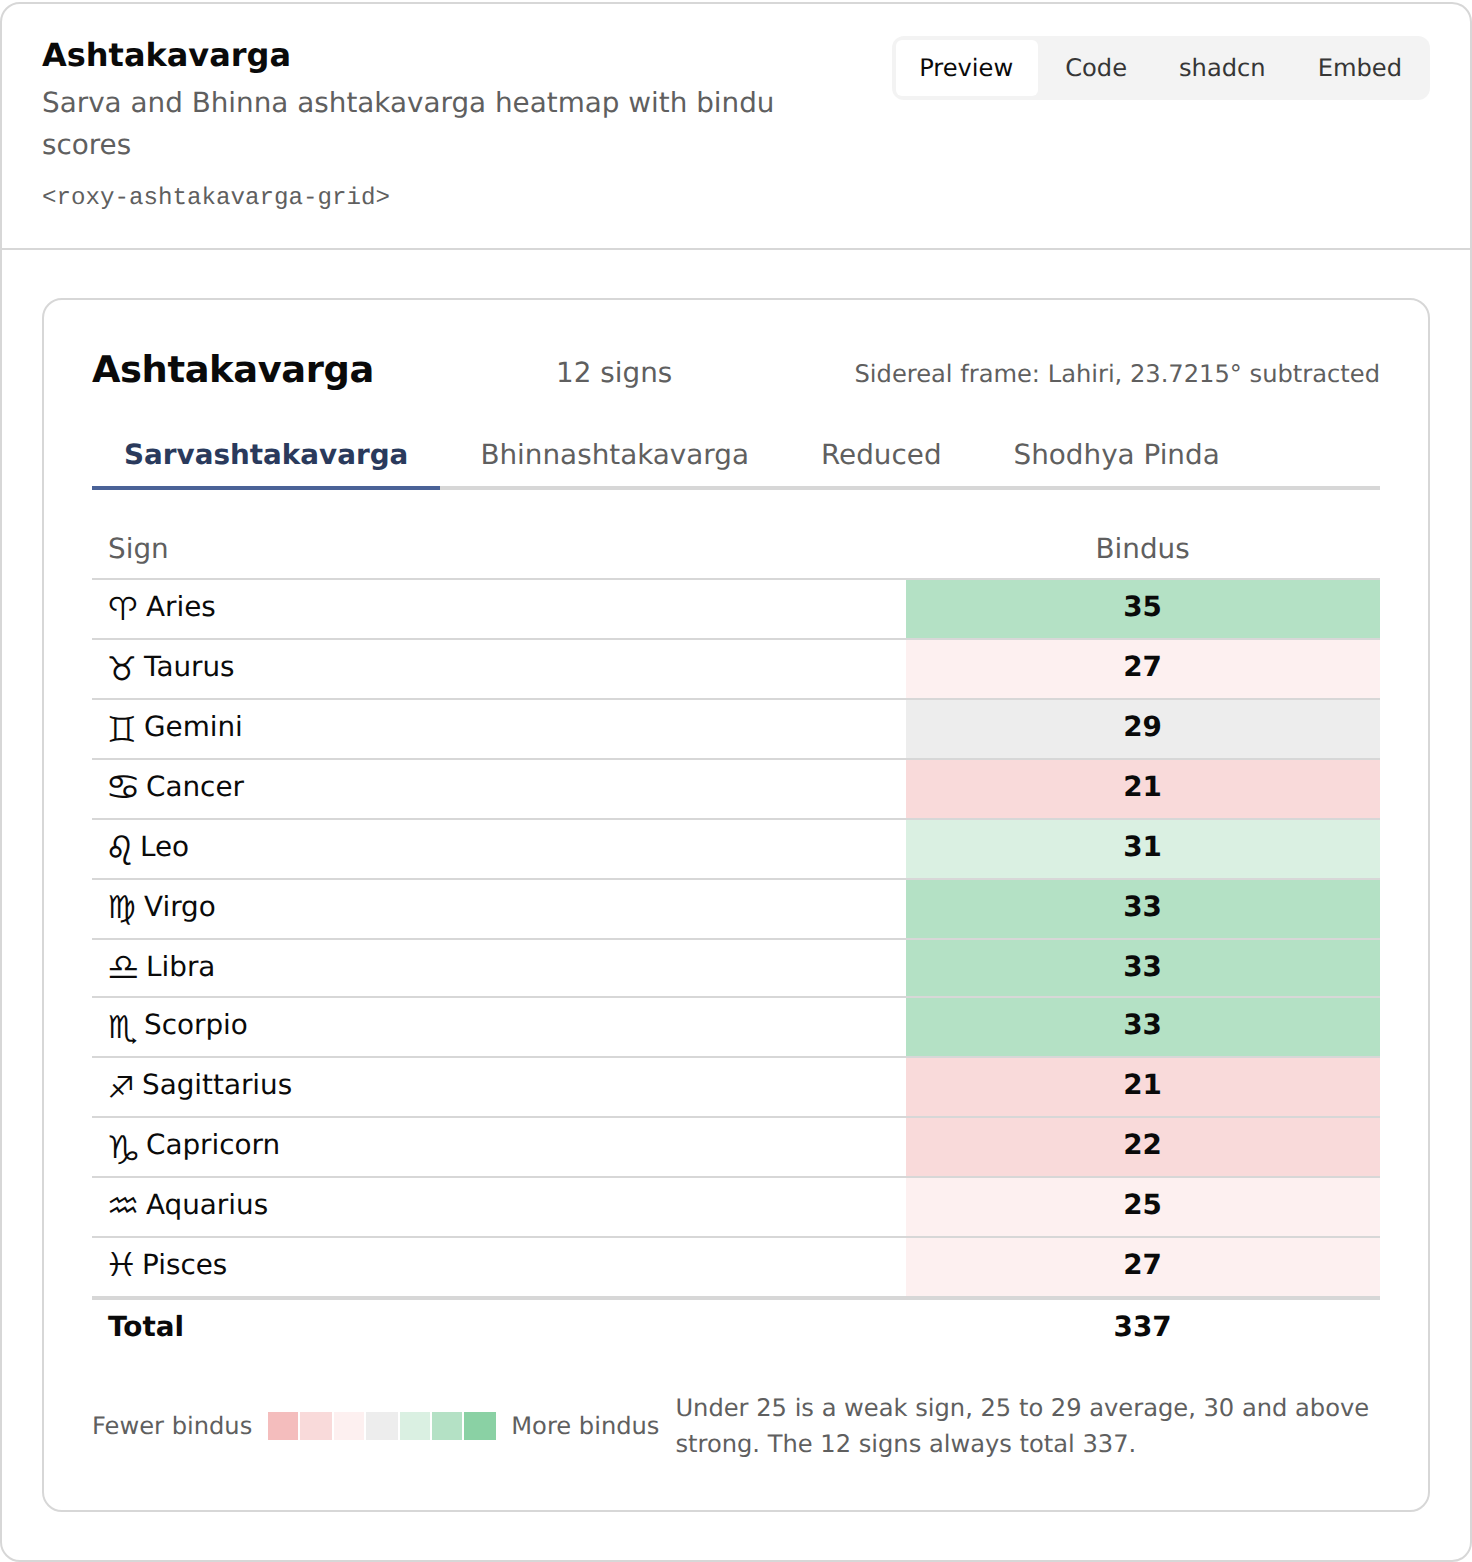 Ashtakavarga
Preview Code shadcn Embed
Sarva and Bhinna ashtakavarga heatmap with bindu
scores
<roxy-ashtakavarga-grid>
Ashtakavarga 12 signs Sidereal frame: Lahiri, 23.7215° subtracted
Sarvashtakavarga Bhinnashtakavarga Reduced Shodhya Pinda
Sign Bindus
♈ Aries 35
♉ Taurus 27
♊ Gemini 29
♋ Cancer 21
♌ Leo 31
♍ Virgo 33
♎ Libra 33
♏ Scorpio 33
♐ Sagittarius 21
♑ Capricorn 22
♒ Aquarius 25
♓ Pisces 27
Total 337
Fewer bindus More bindus
Under 25 is a weak sign, 25 to 29 average, 30 and above
strong. The 12 signs always total 337.